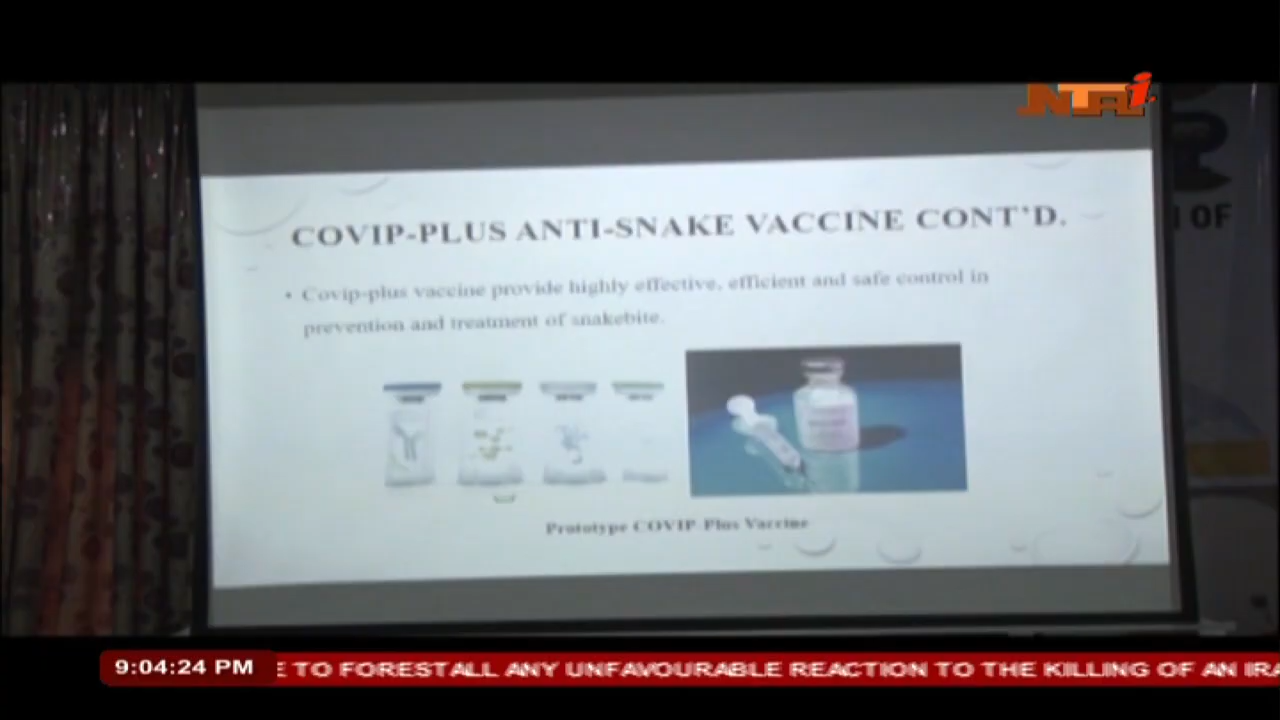 NTAi
OF
COVIP-PLUS ANTI-SNAKE VACCINE CONT'D.
• Covip-plus vaccine provide highly effective, efficient and safe control in
prevention and treatment of snakebite.
Prototype COVIP-Plus Vaccine
9:04:24 PM
E TO FORESTALL ANY UNFAVOURABLE REACTION TO THE KILLING OF AN IRA